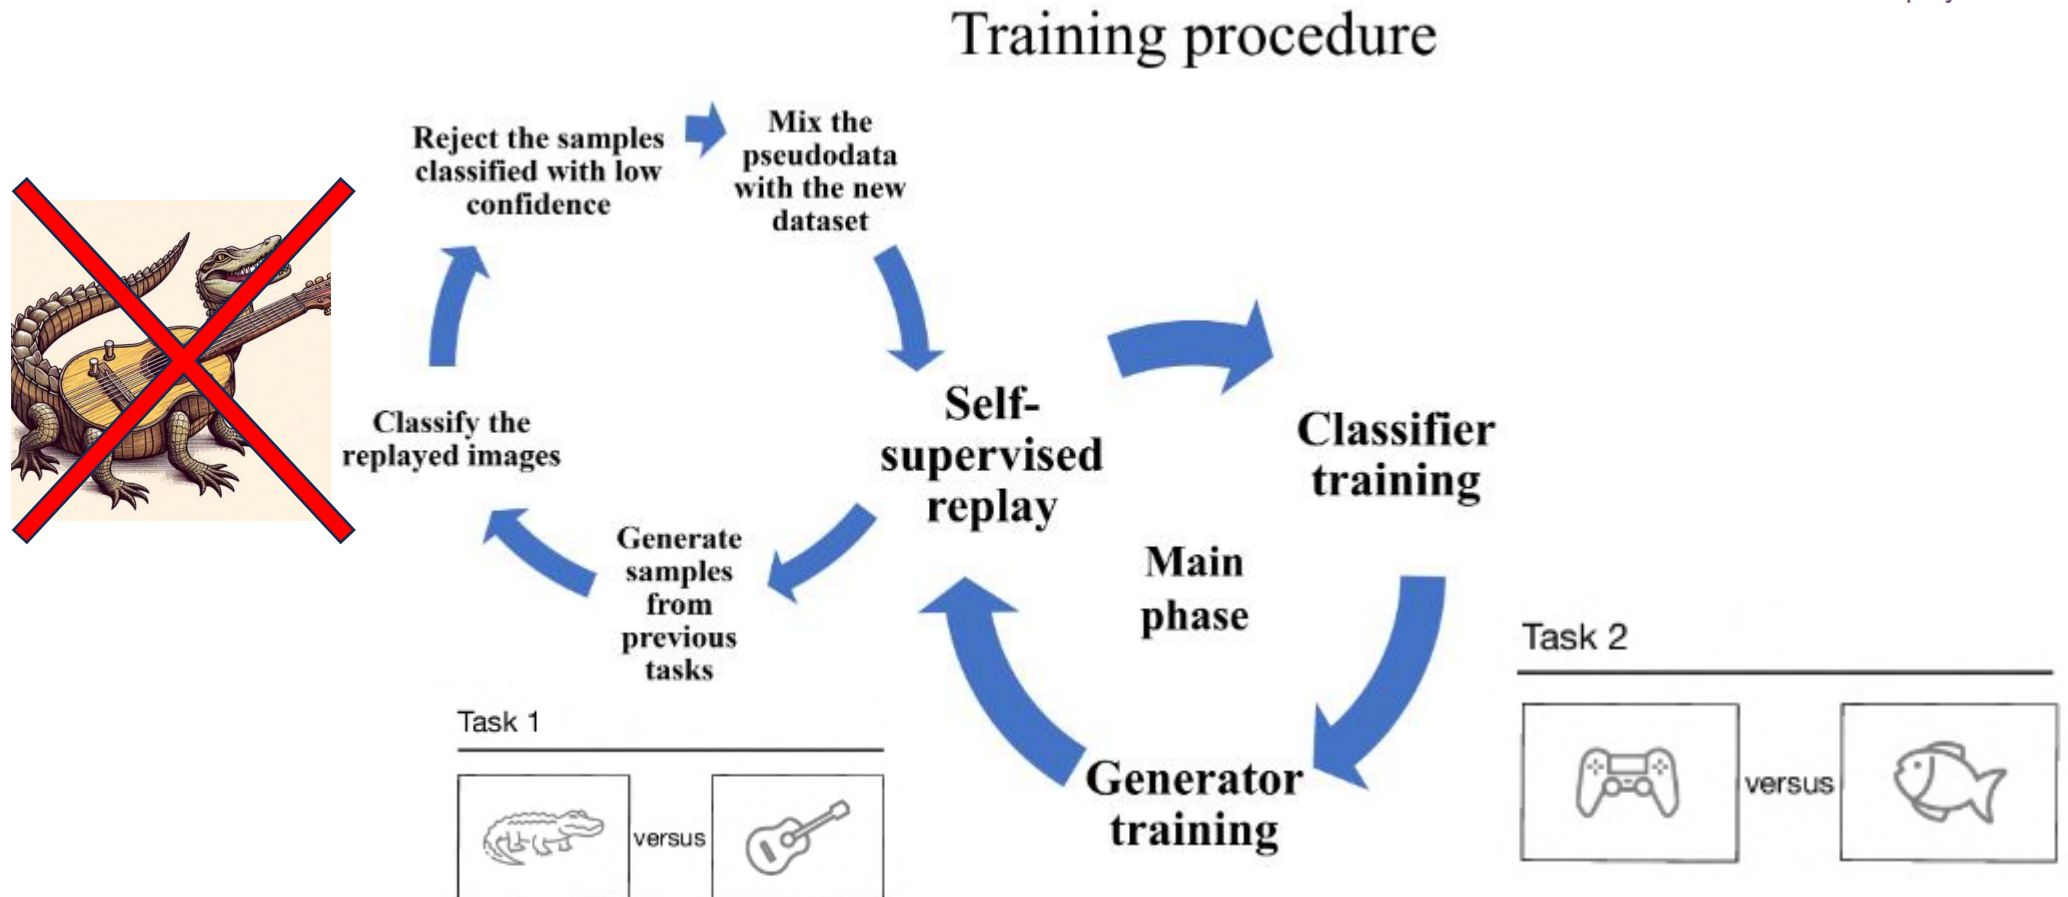 Training procedure
Reject the samples
classified with low
confidence
Mix the
pseudodata
with the new
dataset
Classify the
replayed images
Self-
supervised
replay
Classifier
training
Generate
samples
from
previous
tasks
Main
phase
Generator
training
Task 1
versus
Task 2
versus